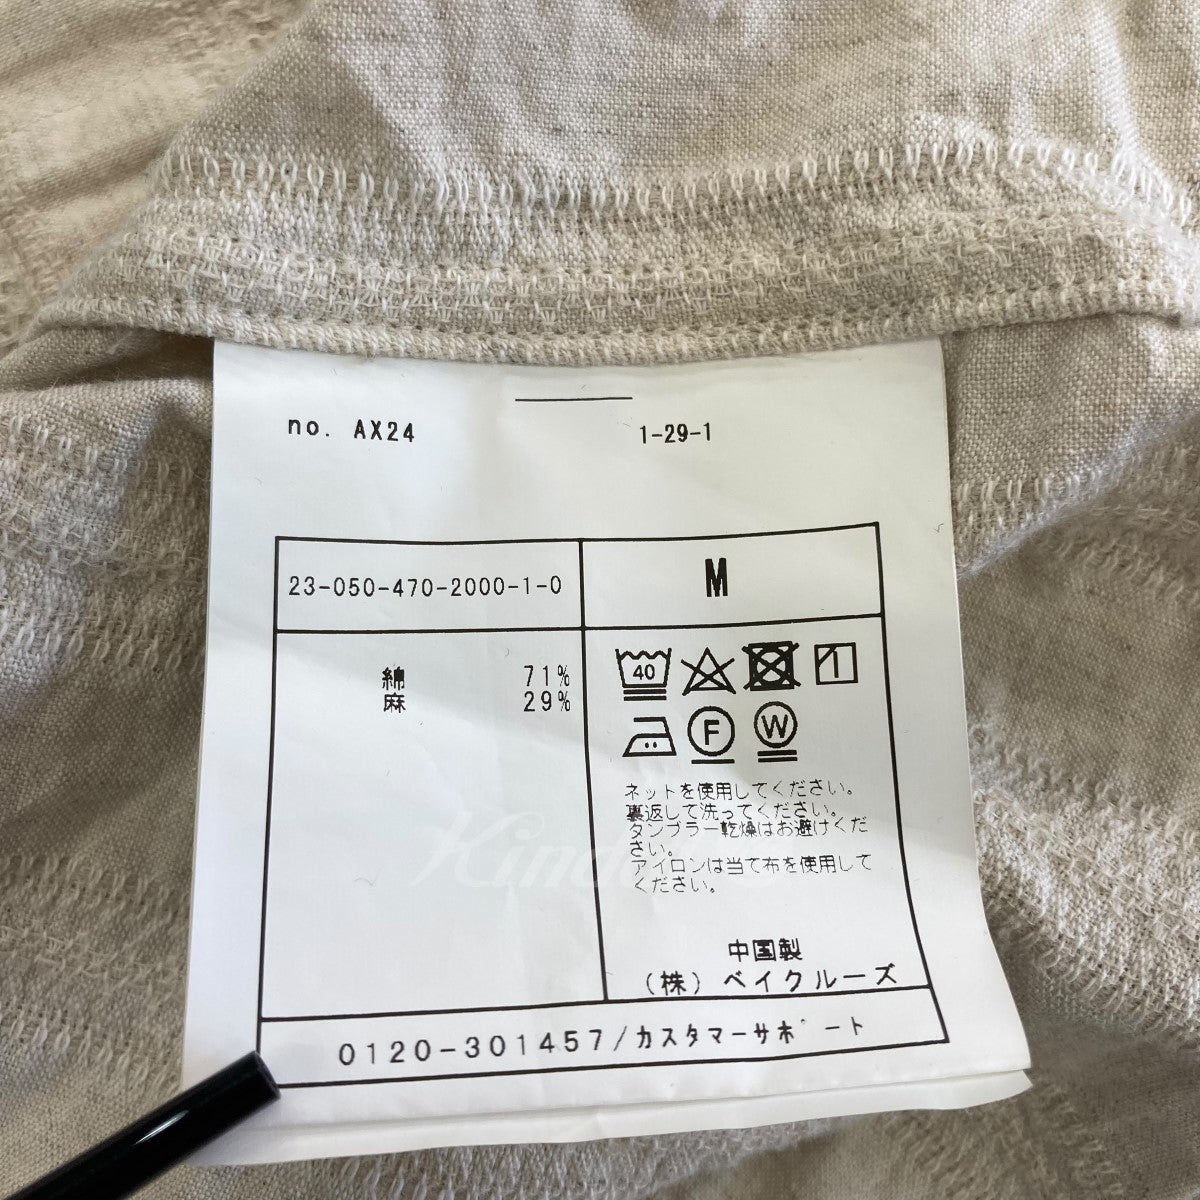 no. AX24
1-29-1
23-050-470-2000-1-0
M
綿 71%
麻 29%
40
F
W
ネットを使用してください。
裏返して洗ってください。
タンブラー乾燥はお避けくだ
さい。
アイロンは当て布を使用して
ください。
中国製
(株) ベイクルーズ
0120-301457/カスタマーサポート